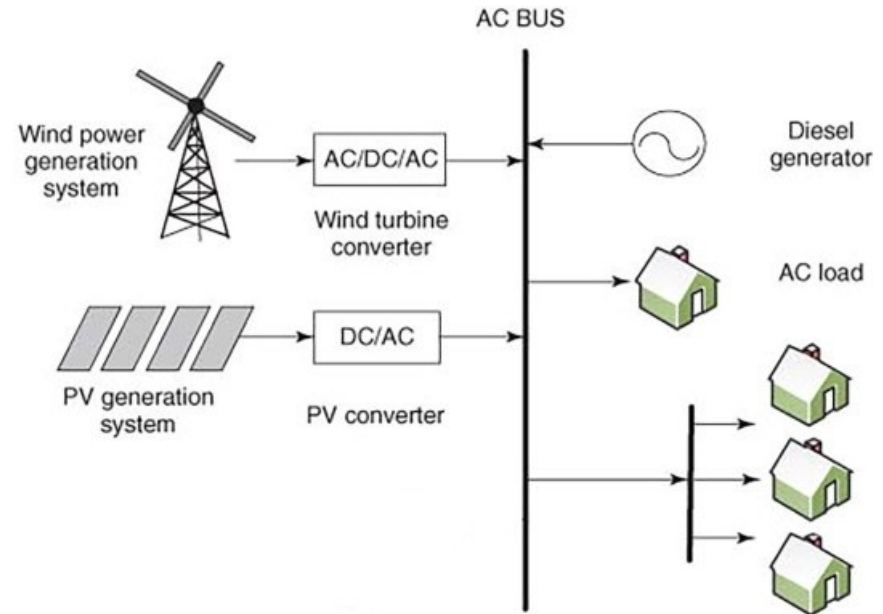 AC BUS
Wind power
generation
system
AC/DC/AC
Wind turbine
converter
Diesel
generator
AC load
PV generation
system
DC/AC
PV converter